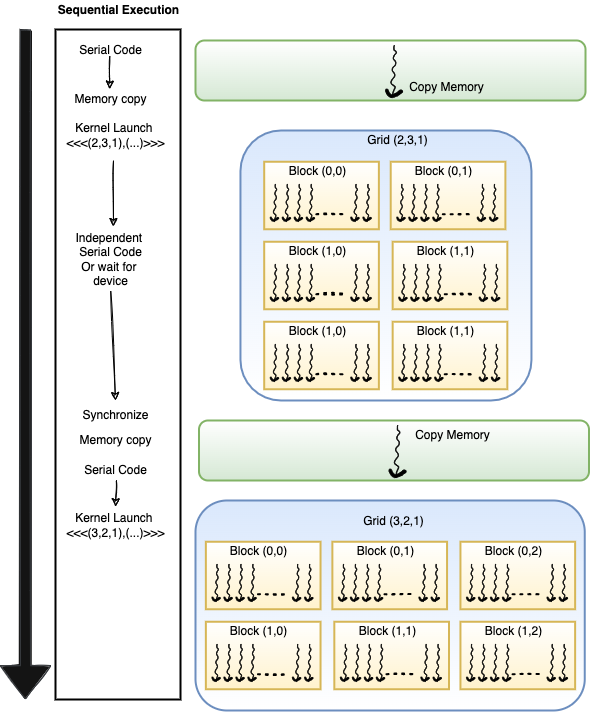 Sequential Execution
Serial Code
Memory copy
Kernel Launch
<<<(2,3,1),(...)>>>
Independent
Serial Code
Or wait for
device
Synchronize
Memory copy
Serial Code
Kernel Launch
<<<(3,2,1),(...)>>>
Copy Memory
Grid (2,3,1)
Block (0,0)
Block (0,1)
Block (1,0)
Block (1,1)
Block (1,0)
Block (1,1)
Copy Memory
Grid (3,2,1)
Block (0,0)
Block (0,1)
Block (0,2)
Block (1,0)
Block (1,1)
Block (1,2)